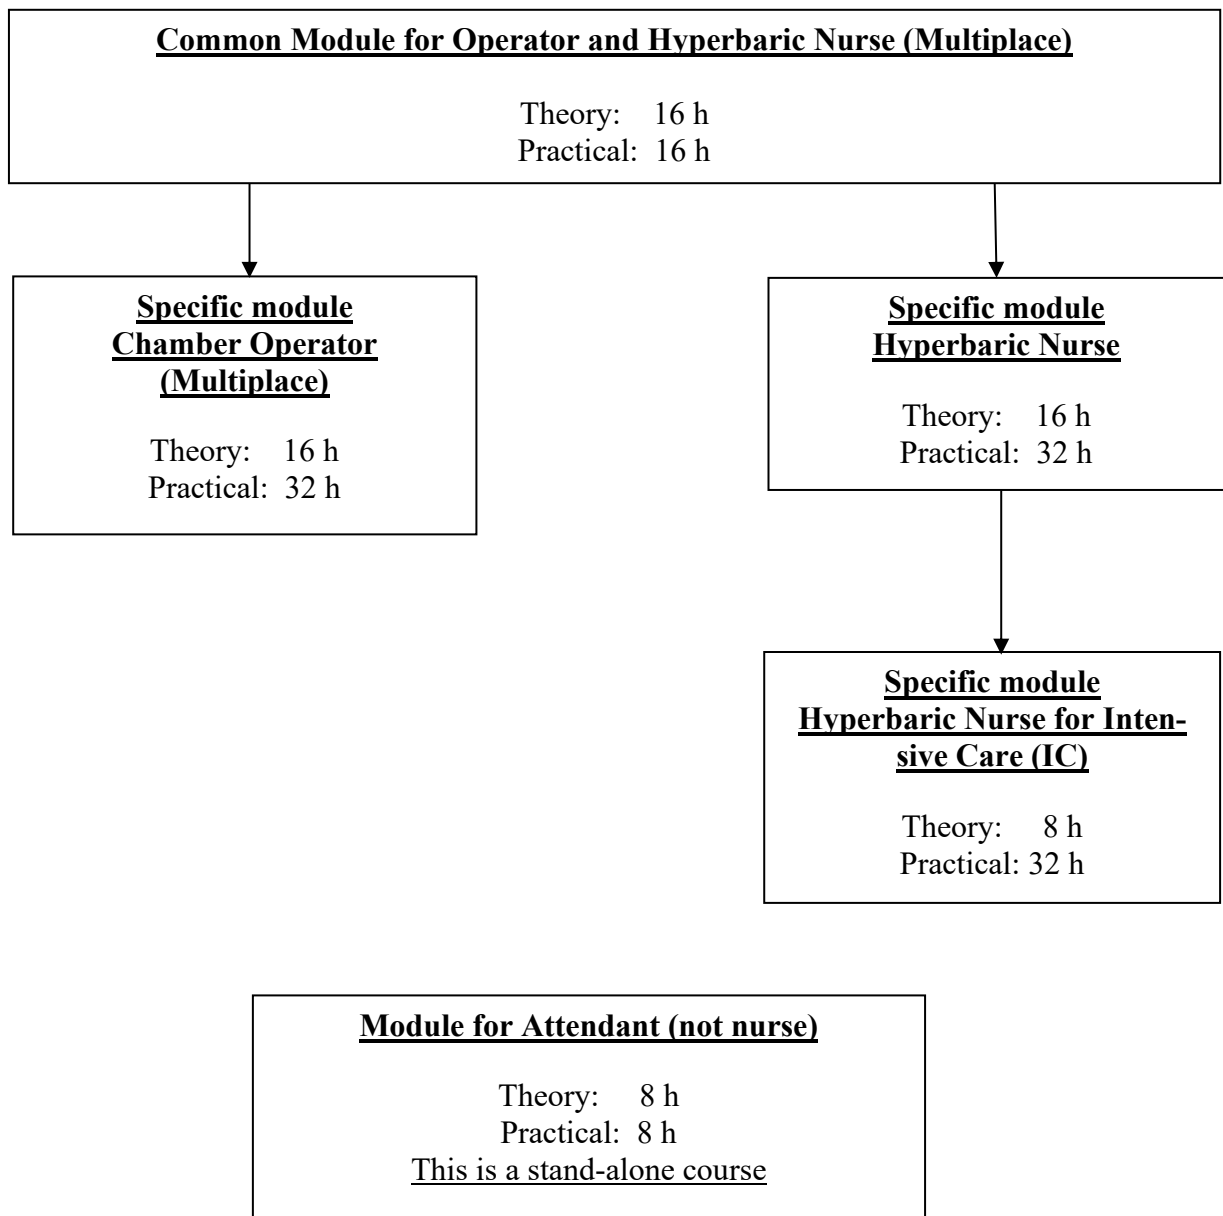 Common Module for Operator and Hyperbaric Nurse (Multiplace)
Theory: 16 h
Practical: 16 h
Specific module
Chamber Operator
(Multiplace)
Theory: 16 h
Practical: 32 h
Specific module
Hyperbaric Nurse
Theory: 16 h
Practical: 32 h
Specific module
Hyperbaric Nurse for Inten-
sive Care (IC)
Theory: 8 h
Practical: 32 h
Module for Attendant (not nurse)
Theory: 8 h
Practical: 8 h
This is a stand-alone course